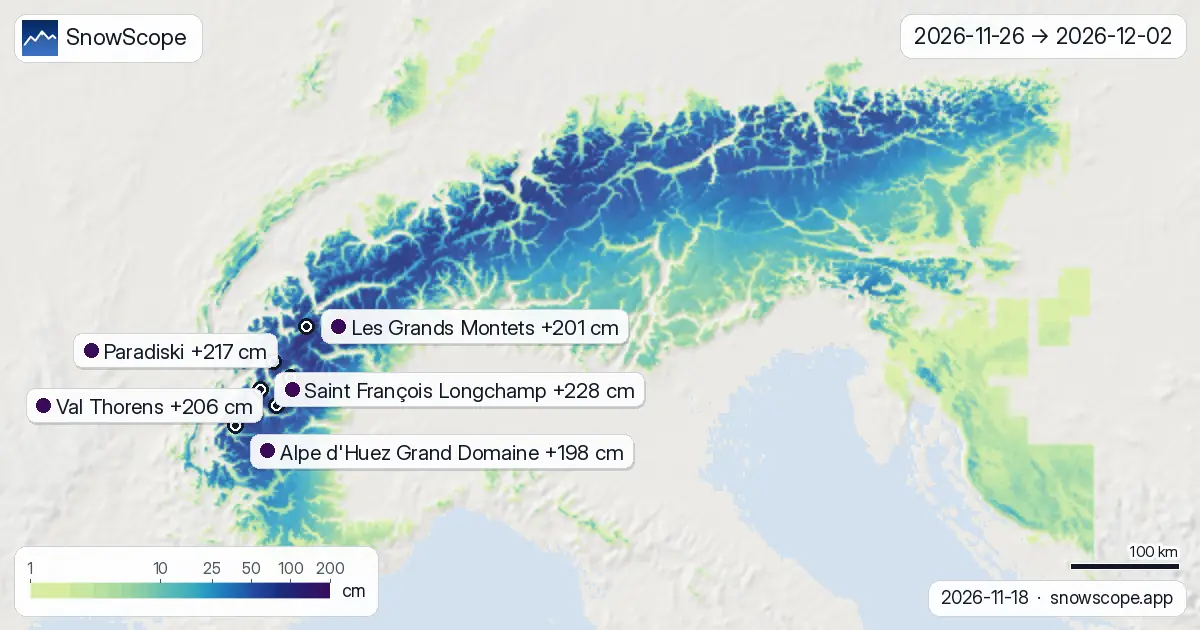 SnowScope
2026-11-26 → 2026-12-02
Les Grands Montets +201 cm
Paradiski +217 cm
Saint François Longchamp +228 cm
Val Thorens +206 cm
Alpe d'Huez Grand Domaine +198 cm
1 10 25 50 100 200
cm
100 km
2026-11-18 · snowscope.app